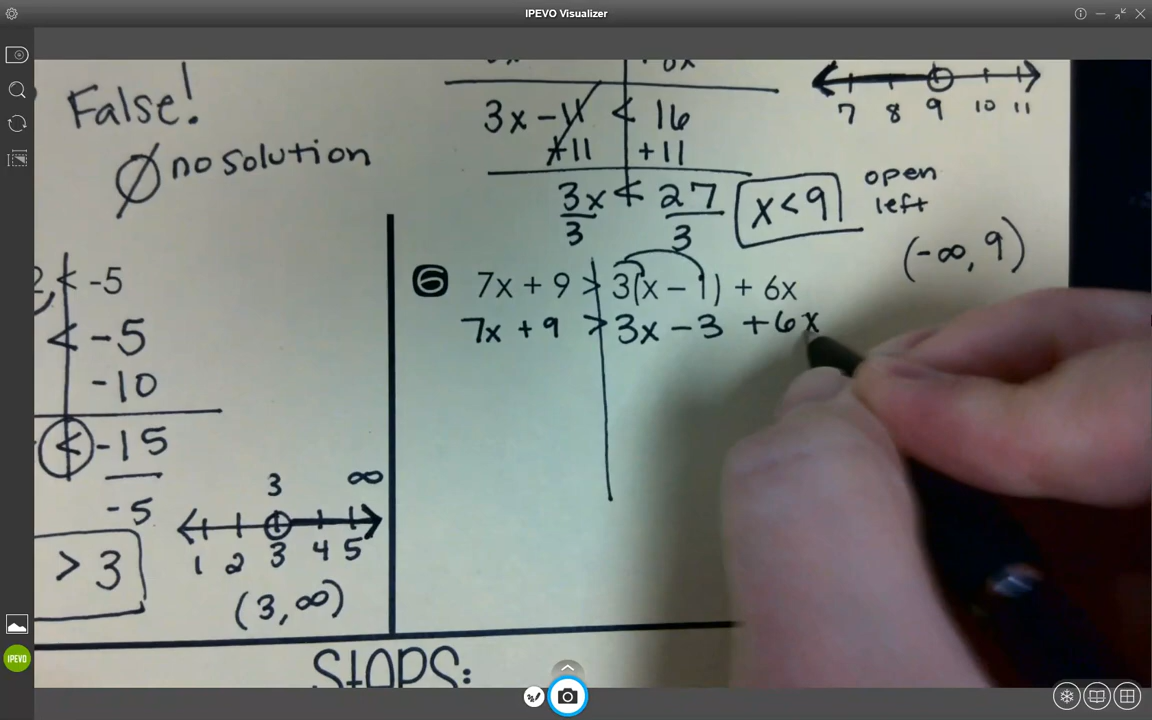 IPEVO Visualizer
False!
∅ no solution
3x - 11 < 16
+11 +11
3x < 27
3 3
x < 9
open
left
(-∞, 9)
7 8 9 10 11
< -5
< -5
-10
< -15
-5
> 3
3 ∞
1 2 3 4 5
(3, ∞)
6 7x + 9 > 3(x - 1) + 6x
7x + 9 > 3x - 3 + 6x
STOPS:
IPEVO